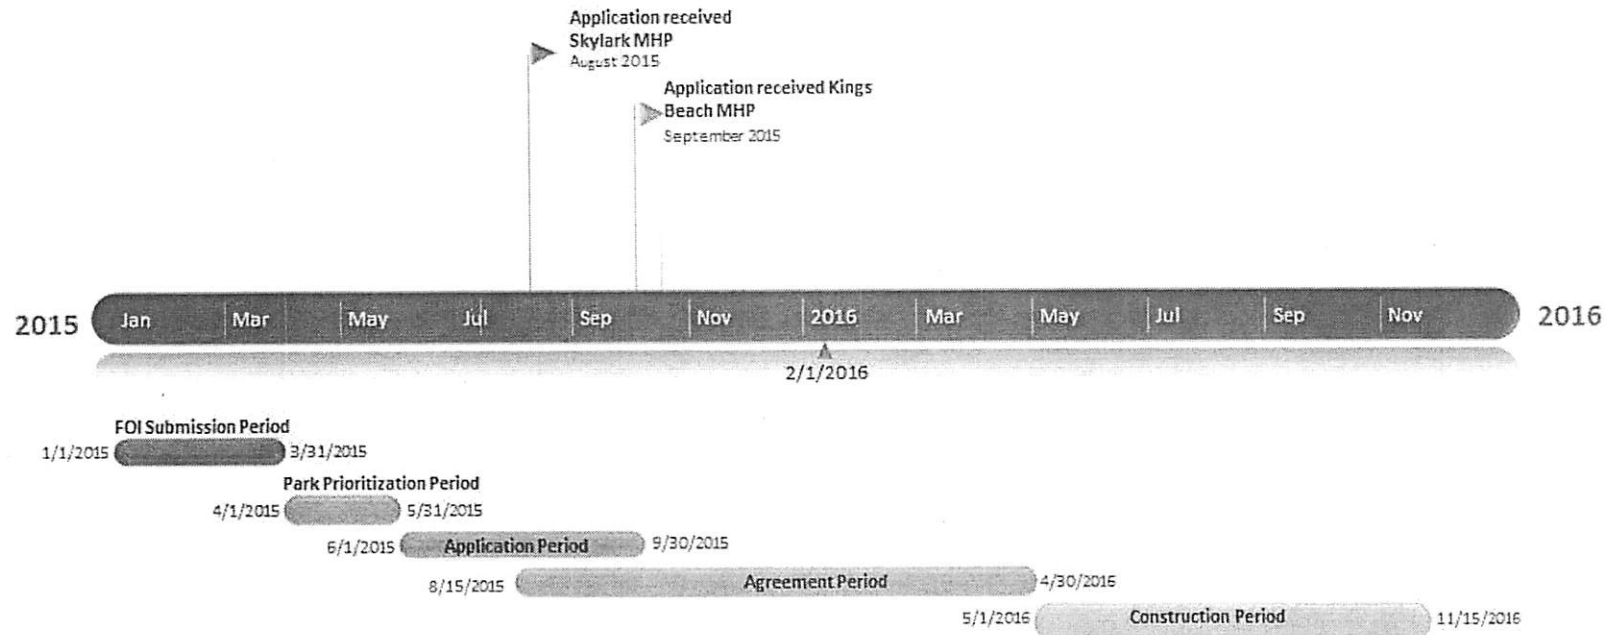 Application received
Skylark MHP
August 2015
Application received Kings
Beach MHP
September 2015
2015 Jan Mar May Jul Sep Nov 2016 Mar May Jul Sep Nov 2016
2/1/2016
FOI Submission Period
1/1/2015 3/31/2015
Park Prioritization Period
4/1/2015 5/31/2015
6/1/2015 Application Period 9/30/2015
8/15/2015 Agreement Period 4/30/2016
5/1/2016 Construction Period 11/15/2016